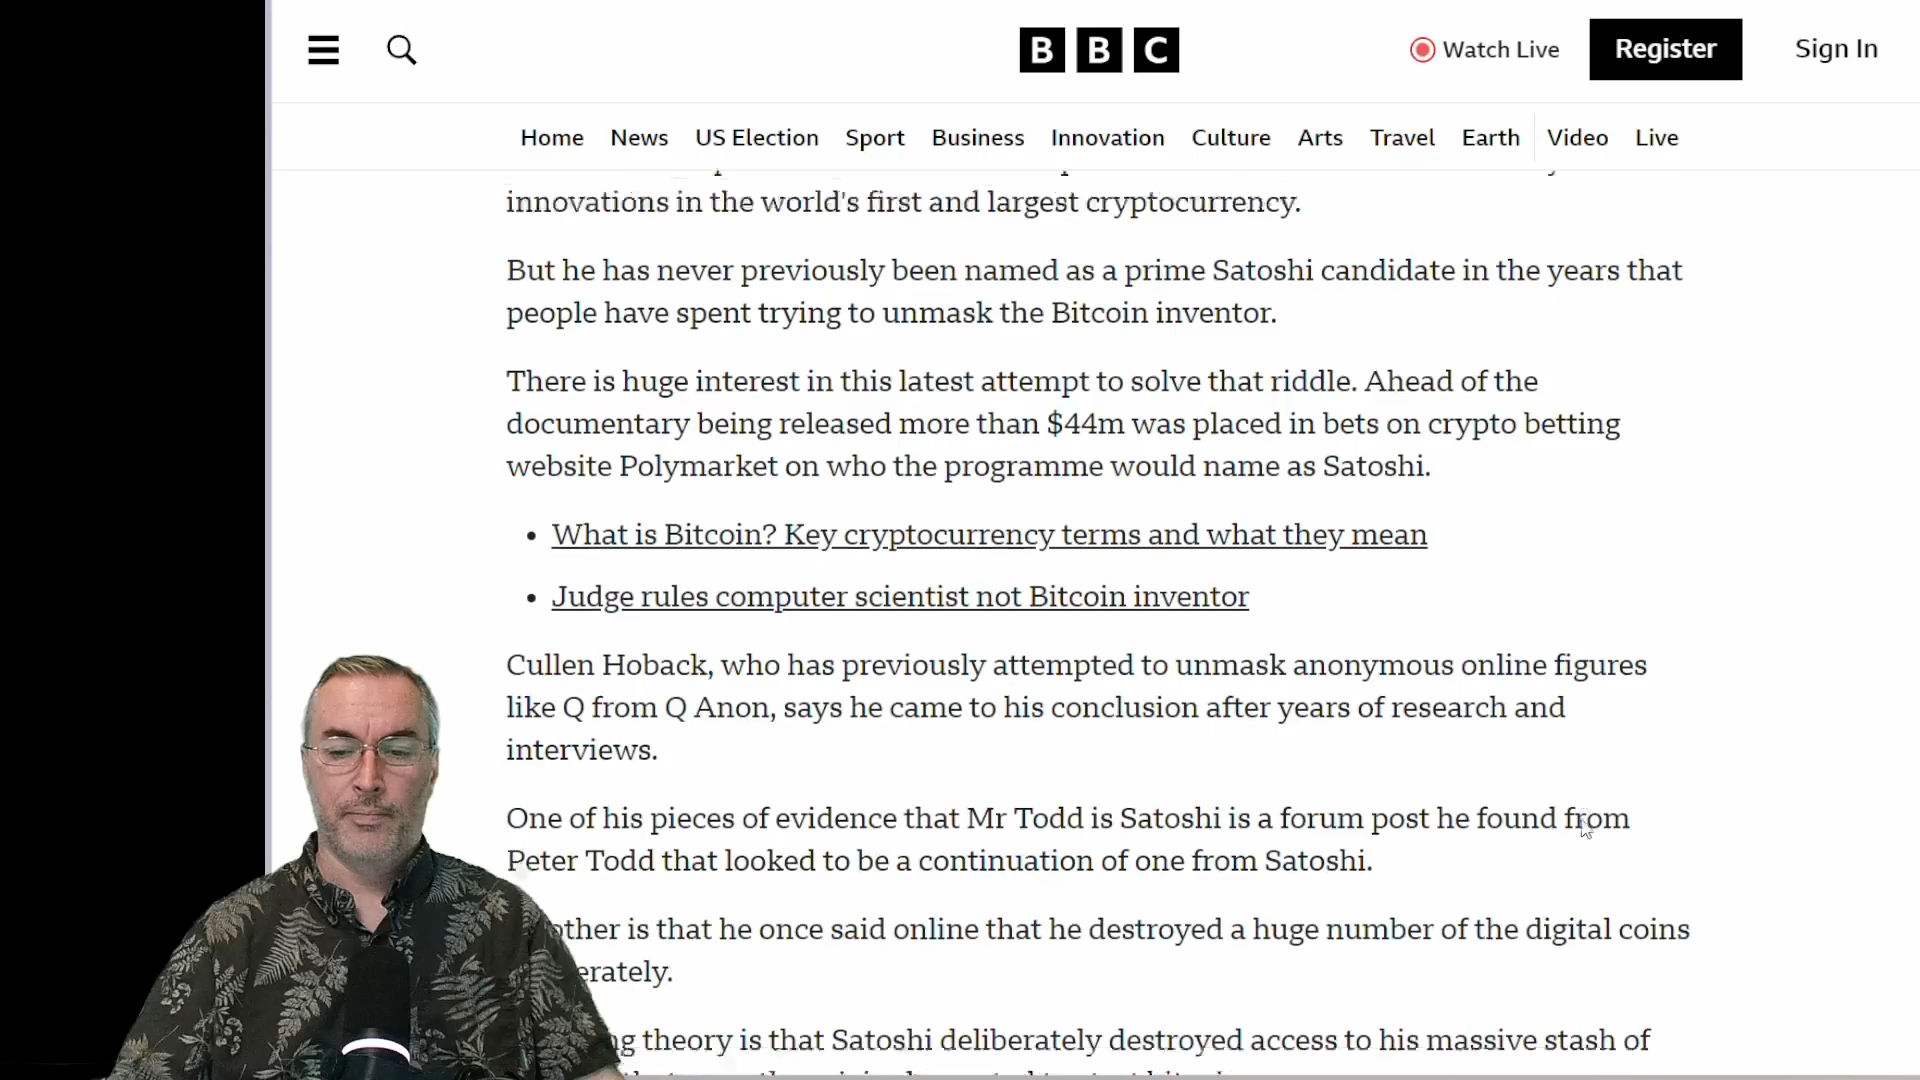 BBC
Watch Live
Register
Sign In
Home News US Election Sport Business Innovation Culture Arts Travel Earth Video Live
innovations in the world's first and largest cryptocurrency.
But he has never previously been named as a prime Satoshi candidate in the years that
people have spent trying to unmask the Bitcoin inventor.
There is huge interest in this latest attempt to solve that riddle. Ahead of the
documentary being released more than $44m was placed in bets on crypto betting
website Polymarket on who the programme would name as Satoshi.
• What is Bitcoin? Key cryptocurrency terms and what they mean
• Judge rules computer scientist not Bitcoin inventor
Cullen Hoback, who has previously attempted to unmask anonymous online figures
like Q from Q Anon, says he came to his conclusion after years of research and
interviews.
One of his pieces of evidence that Mr Todd is Satoshi is a forum post he found from
Peter Todd that looked to be a continuation of one from Satoshi.
other is that he once said online that he destroyed a huge number of the digital coins
erately.
theory is that Satoshi deliberately destroyed access to his massive stash of